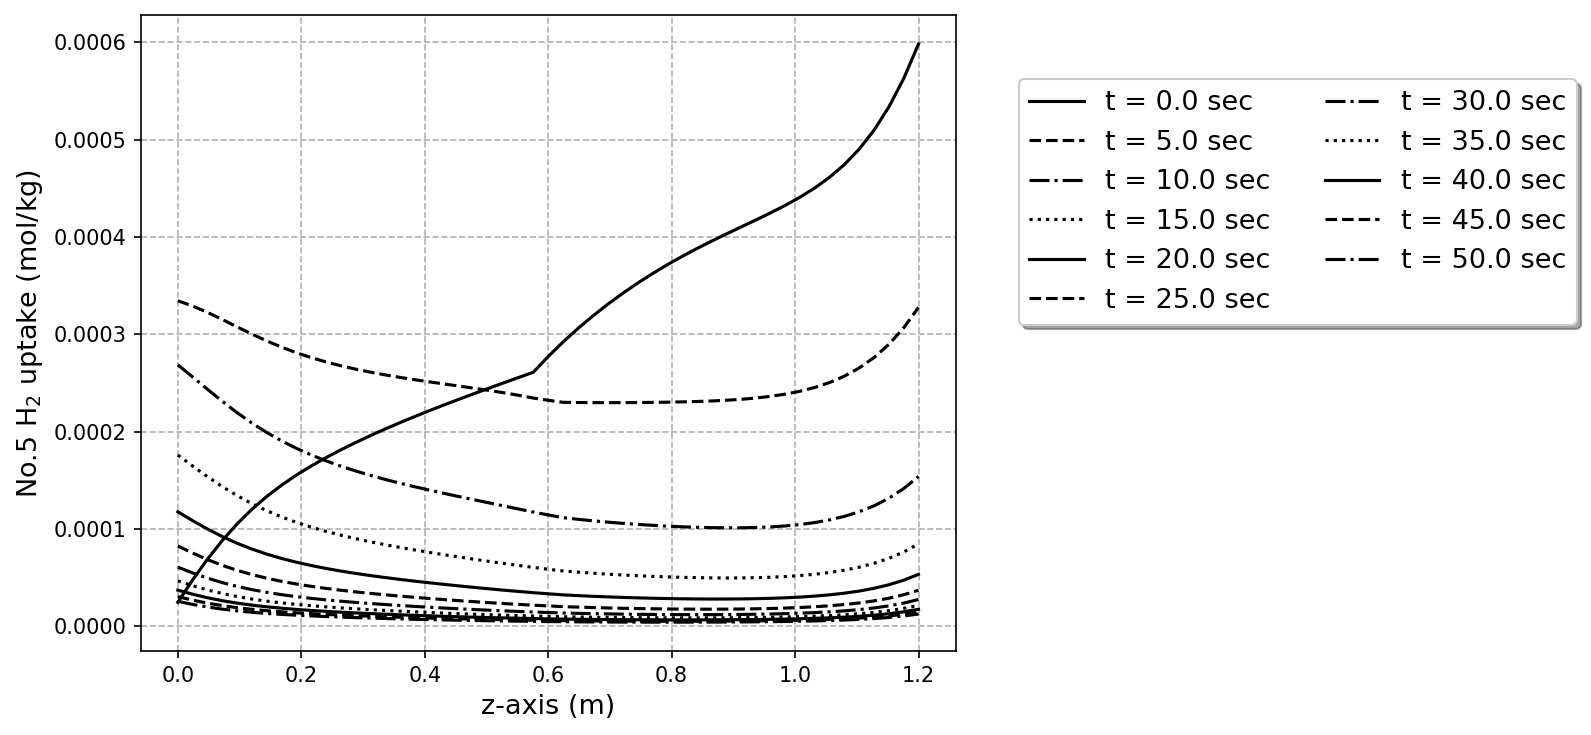 0.0006
0.0005
0.0004
0.0003
0.0002
0.0001
0.0000
No.5 H₂ uptake (mol/kg)
0.0 0.2 0.4 0.6 0.8 1.0 1.2
z-axis (m)
t = 0.0 sec
t = 5.0 sec
t = 10.0 sec
t = 15.0 sec
t = 20.0 sec
t = 25.0 sec
t = 30.0 sec
t = 35.0 sec
t = 40.0 sec
t = 45.0 sec
t = 50.0 sec